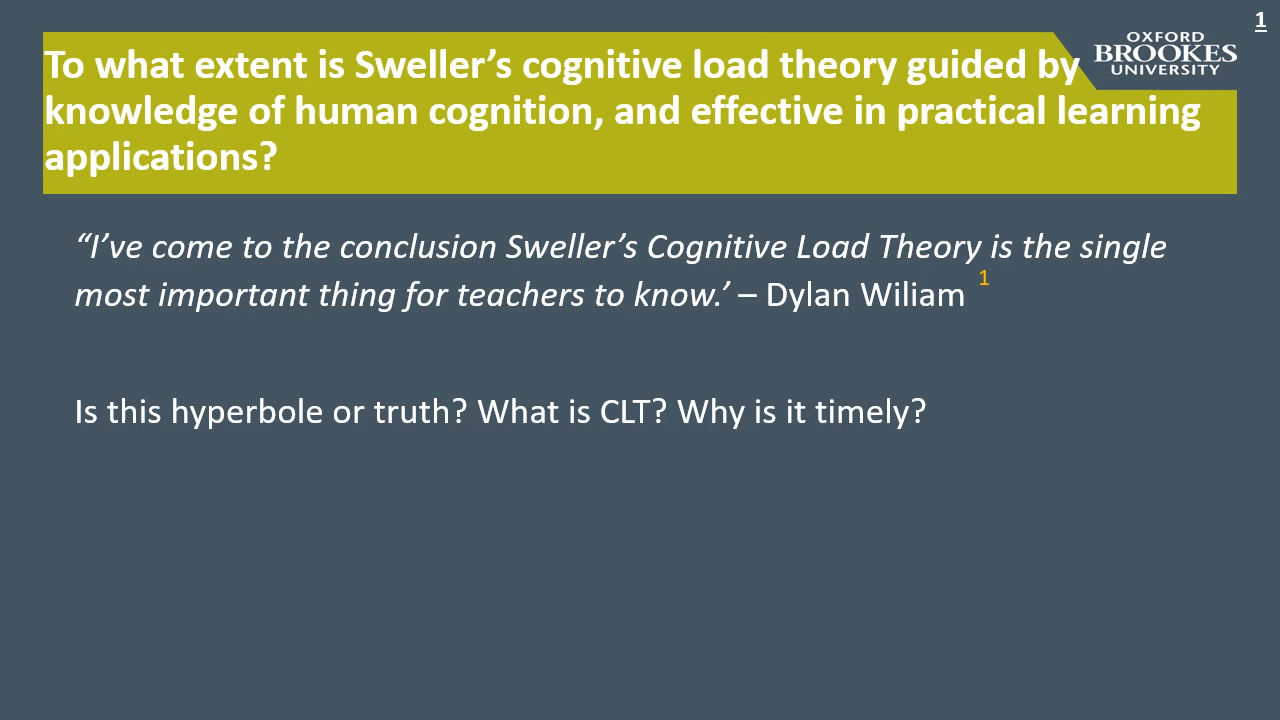 1
To what extent is Sweller’s cognitive load theory guided by
knowledge of human cognition, and effective in practical learning
applications?
OXFORD
BROOKES
UNIVERSITY
“I’ve come to the conclusion Sweller’s Cognitive Load Theory is the single
most important thing for teachers to know.’ – Dylan Wiliam 1
Is this hyperbole or truth? What is CLT? Why is it timely?